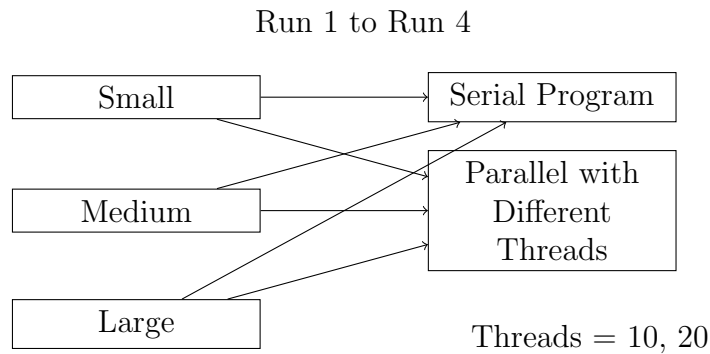 Run 1 to Run 4
Small
Serial Program
Medium
Parallel with
Different
Threads
Large
Threads = 10, 20